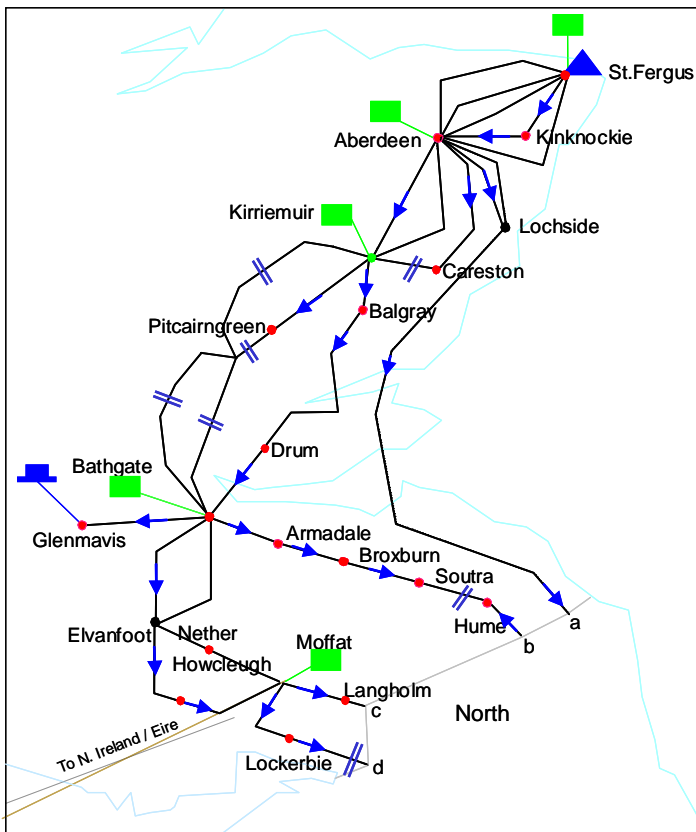 St.Fergus
Kinknockie
Aberdeen
Kirriemuir
Lochside
Careston
Balgray
Pitcairngreen
Drum
Bathgate
Glenmavis
Armadale
Broxburn
Soutra
Hume
a
b
Elvanfoot
Nether
Howcleugh
Moffat
Langholm
c
North
To N. Ireland / Eire
Lockerbie
d